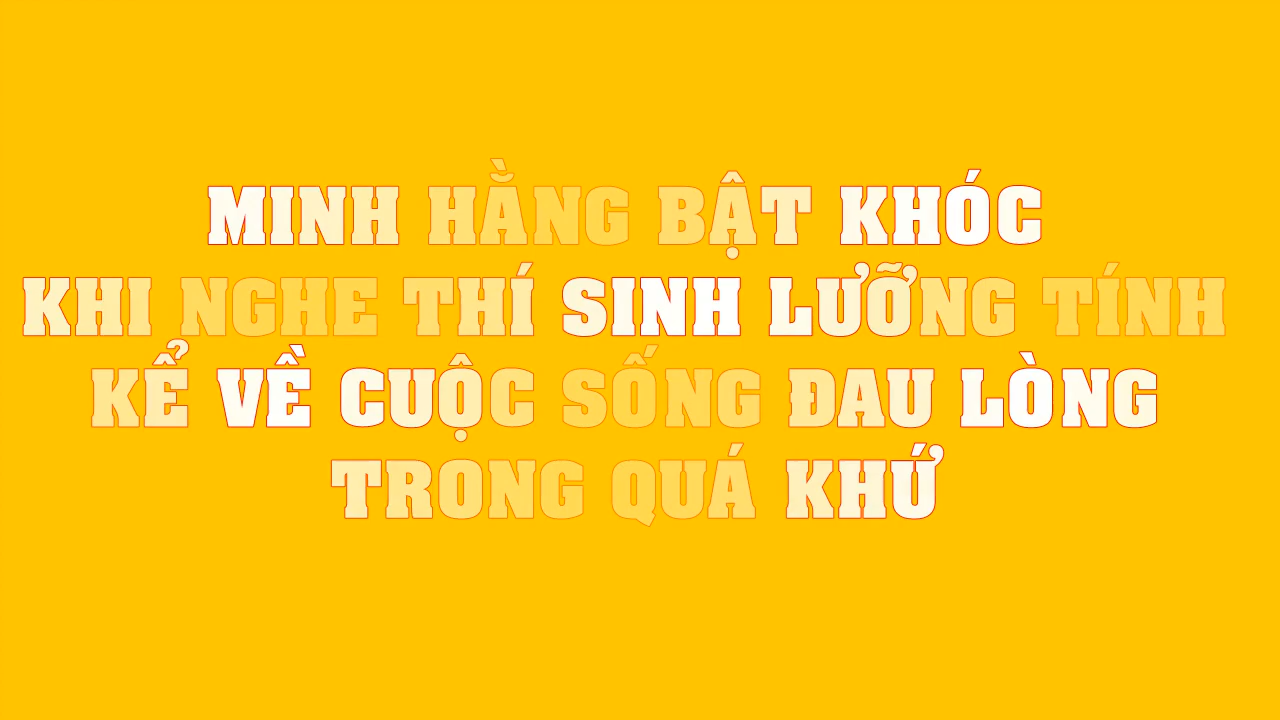 MINH HẰNG BẬT KHÓC
KHI NGHE THÍ SINH LƯỠNG TÍNH
KỂ VỀ CUỘC SỐNG ĐAU LÒNG
TRONG QUÁ KHỨ